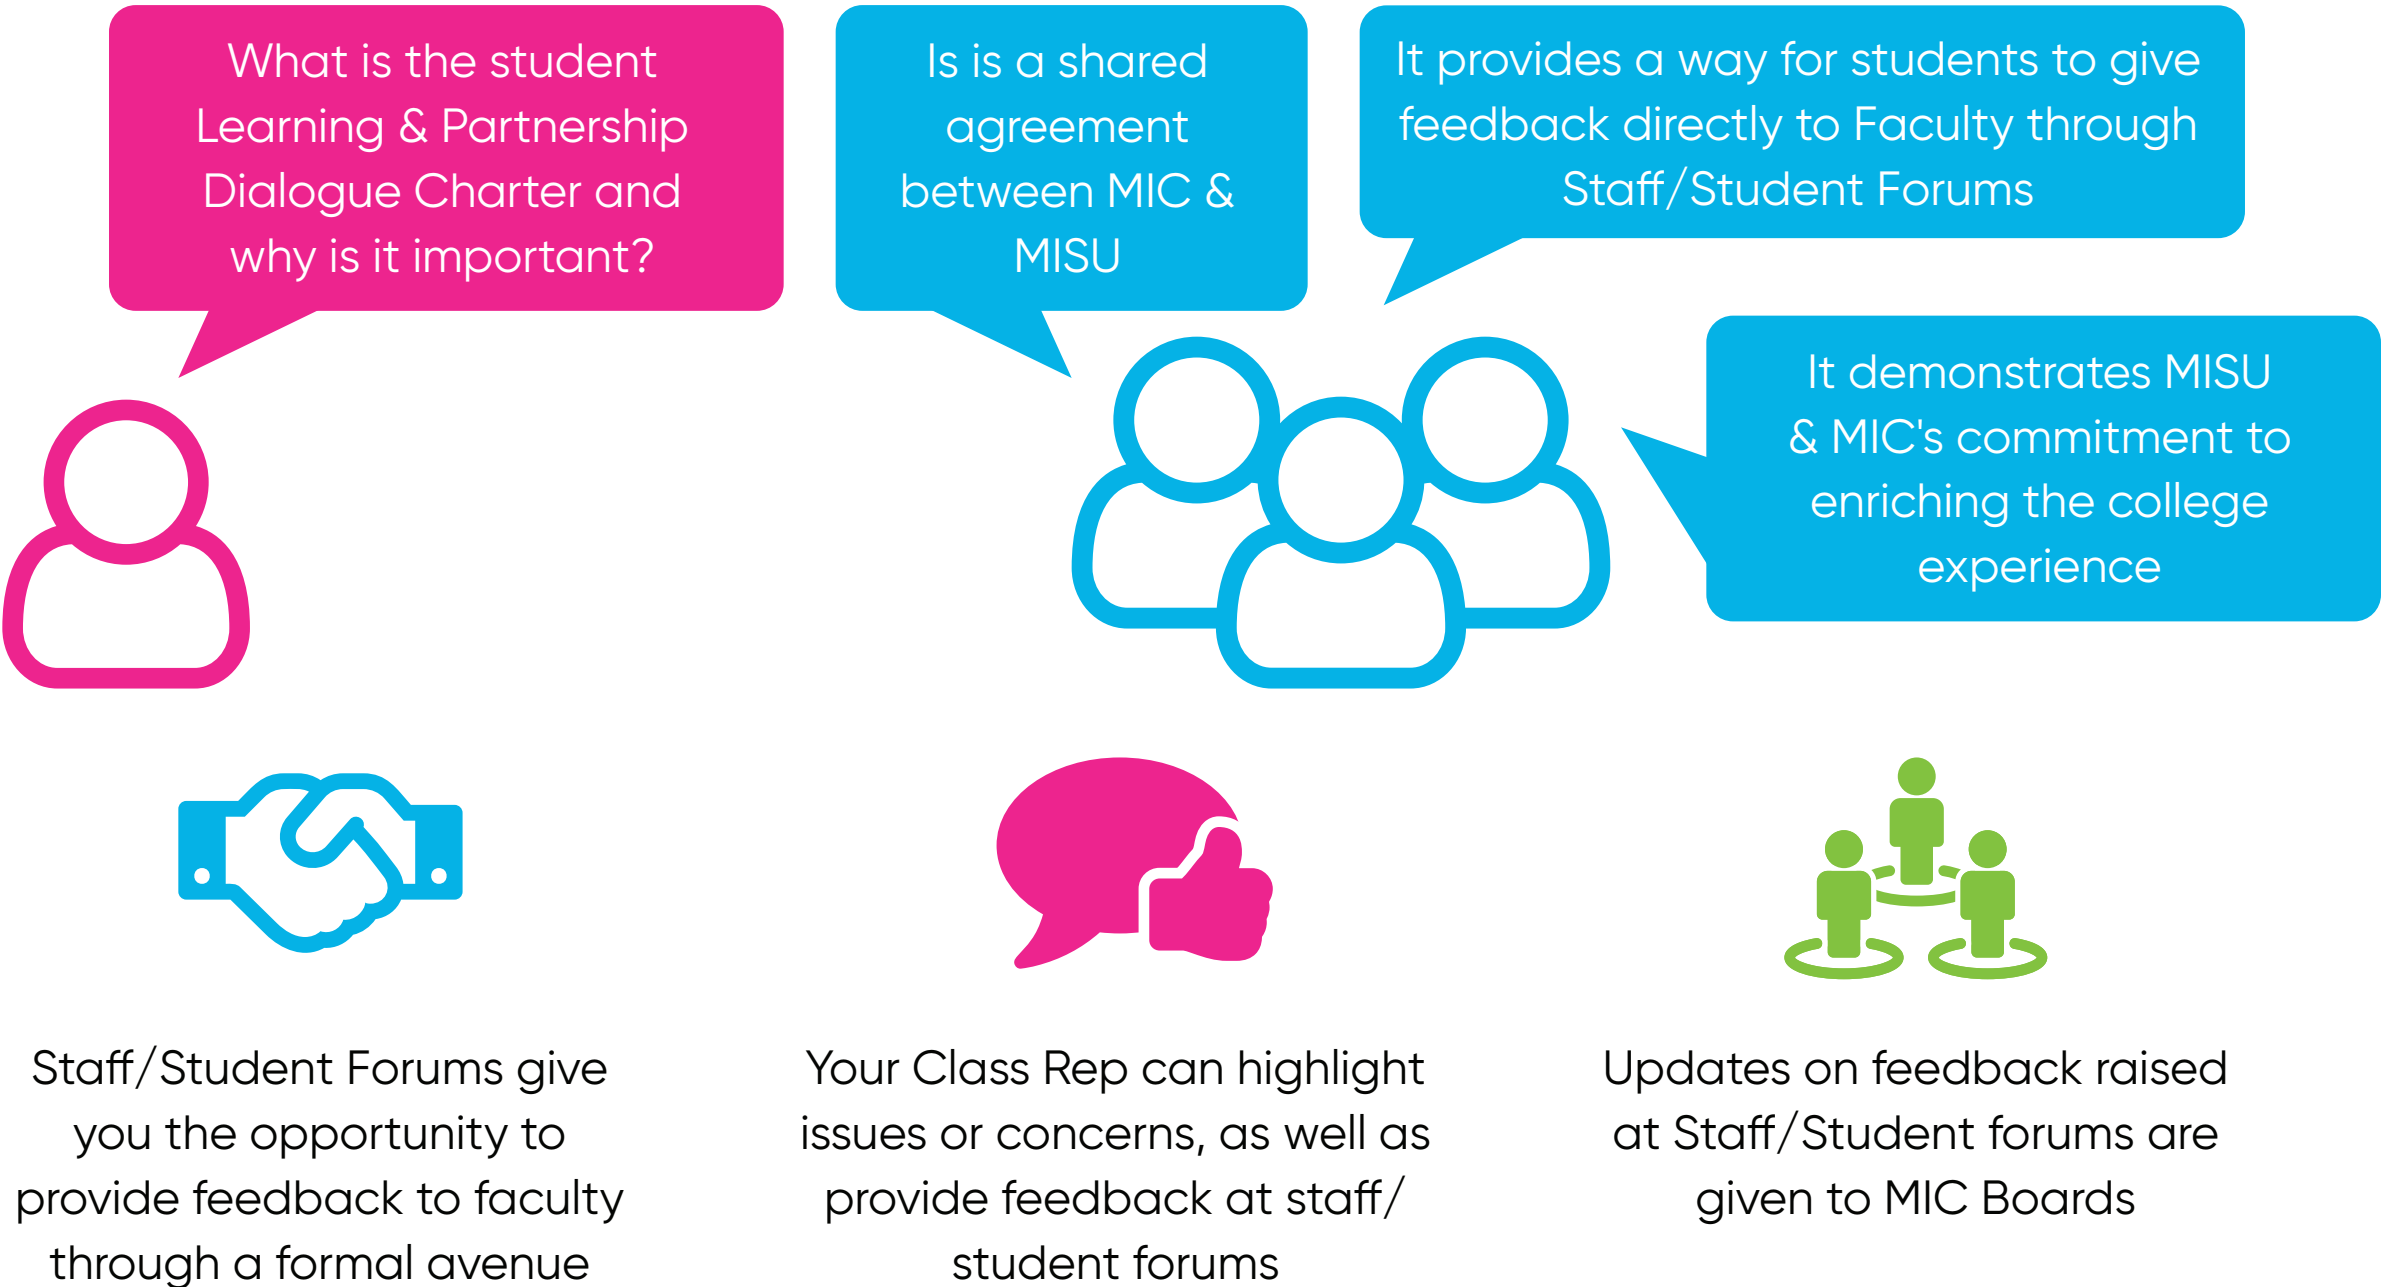 What is the student
Learning & Partnership
Dialogue Charter and
why is it important?
Is is a shared
agreement
between MIC &
MISU
It provides a way for students to give
feedback directly to Faculty through
Staff/Student Forums
It demonstrates MISU
& MIC's commitment to
enriching the college
experience
Staff/Student Forums give
you the opportunity to
provide feedback to faculty
through a formal avenue
Your Class Rep can highlight
issues or concerns, as well as
provide feedback at staff/
student forums
Updates on feedback raised
at Staff/Student forums are
given to MIC Boards